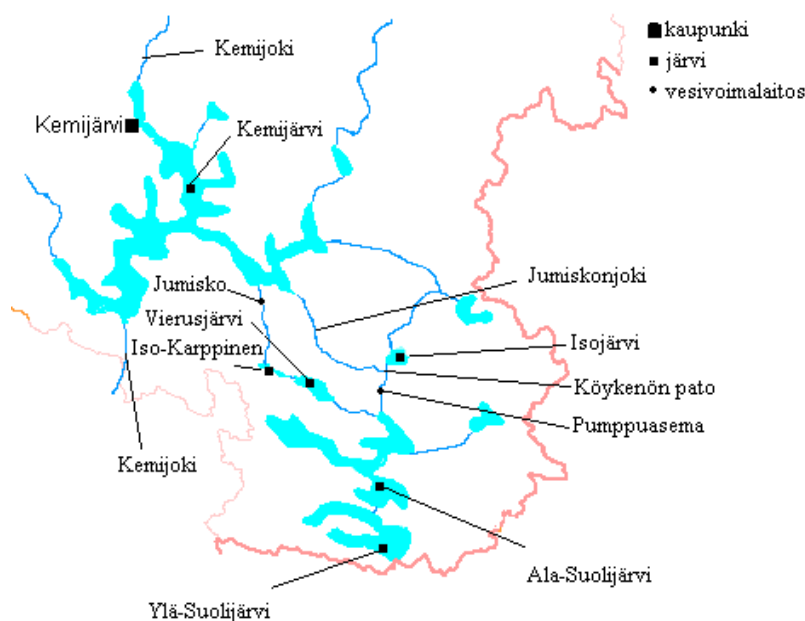 kaupunki
järvi
vesivoimalaitos
Kemijoki
Kemijärvi
Kemijärvi
Jumisko
Vierusjärvi
Iso-Karppinen
Jumiskonjoki
Isojärvi
Köykenön pato
Pumppuasema
Kemijoki
Ala-Suolijärvi
Ylä-Suolijärvi